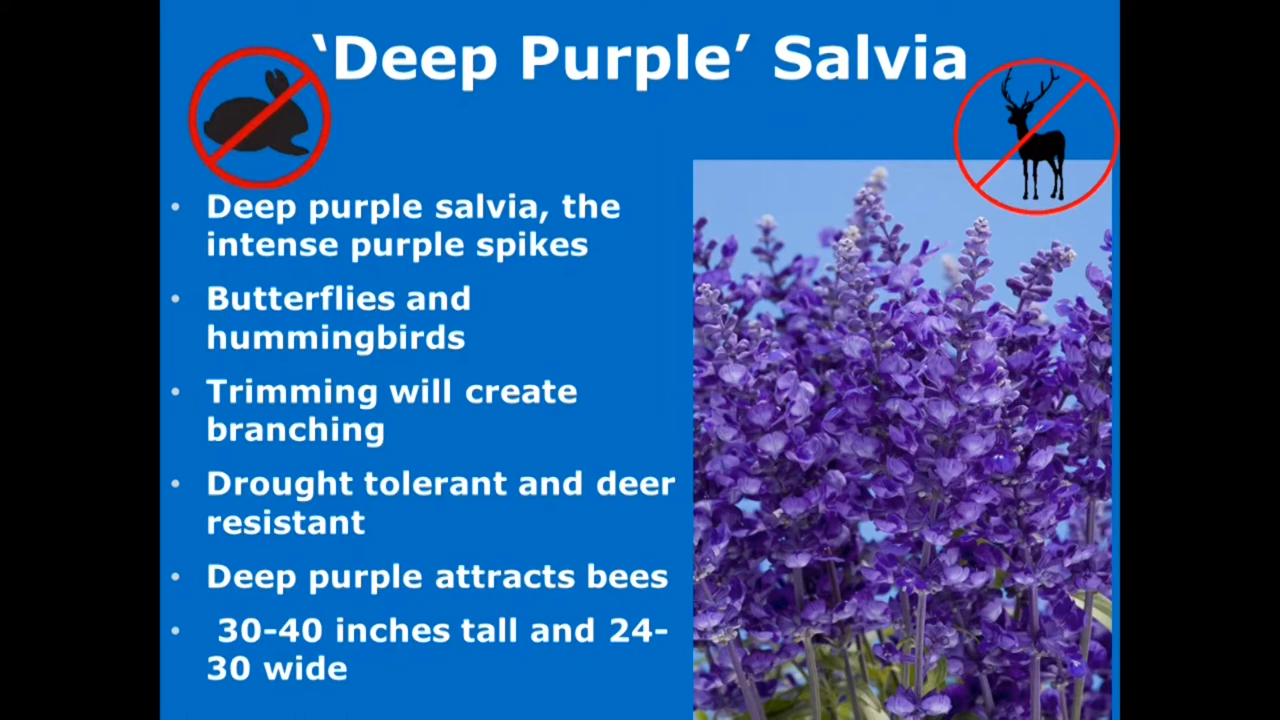 ‘Deep Purple’ Salvia
• Deep purple salvia, the
intense purple spikes
• Butterflies and
hummingbirds
• Trimming will create
branching
• Drought tolerant and deer
resistant
• Deep purple attracts bees
• 30-40 inches tall and 24-
30 wide